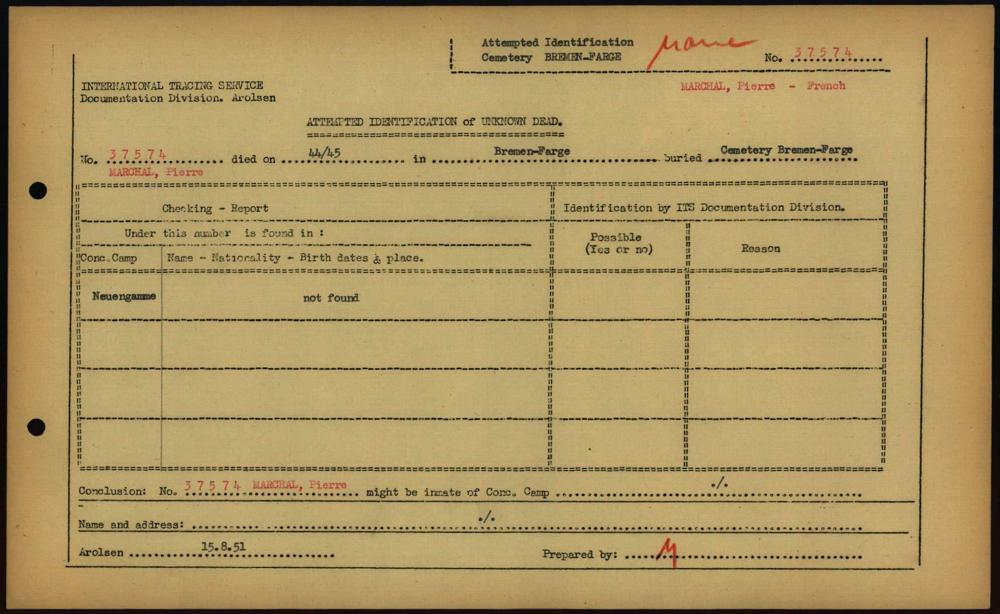 Attempted Identification
Cemetery BREMEN-FARGE No. 37574
INTERNATIONAL TRACING SERVICE
Documentation Division. Arolsen
MARCHAL, Pierre - French
ATTEMPTED IDENTIFICATION of UNKNOWN DEAD.
No. 37574 died on 44/45 in Bremen-Farge buried Cemetery Bremen-Farge
MARCHAL, Pierre
Checking - Report
Identification by ITS Documentation Division.
Under this number is found in :
Possible
(Yes or no)
Reason
Conc.Camp Name - Nationality - Birth dates & place.
Neuengamme not found
Conclusion: No. 37574 MARCHAL, Pierre might be inmate of Conc. Camp ./.
Name and address: ./.
Arolsen 15.8.51 Prepared by: